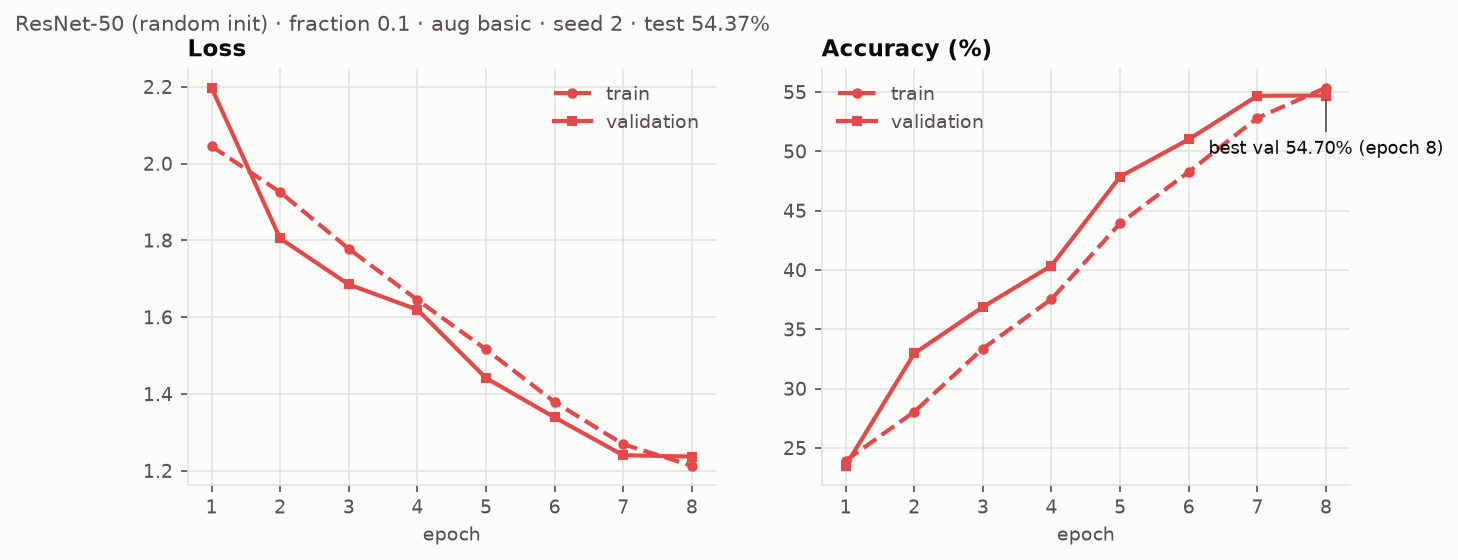 ResNet-50 (random init) · fraction 0.1 · aug basic · seed 2 · test 54.37%
Loss
2.2
2.0
1.8
1.6
1.4
1.2
1 2 3 4 5 6 7 8
epoch
train
validation
Accuracy (%)
55
50
45
40
35
30
25
1 2 3 4 5 6 7 8
epoch
train
validation
best val 54.70% (epoch 8)